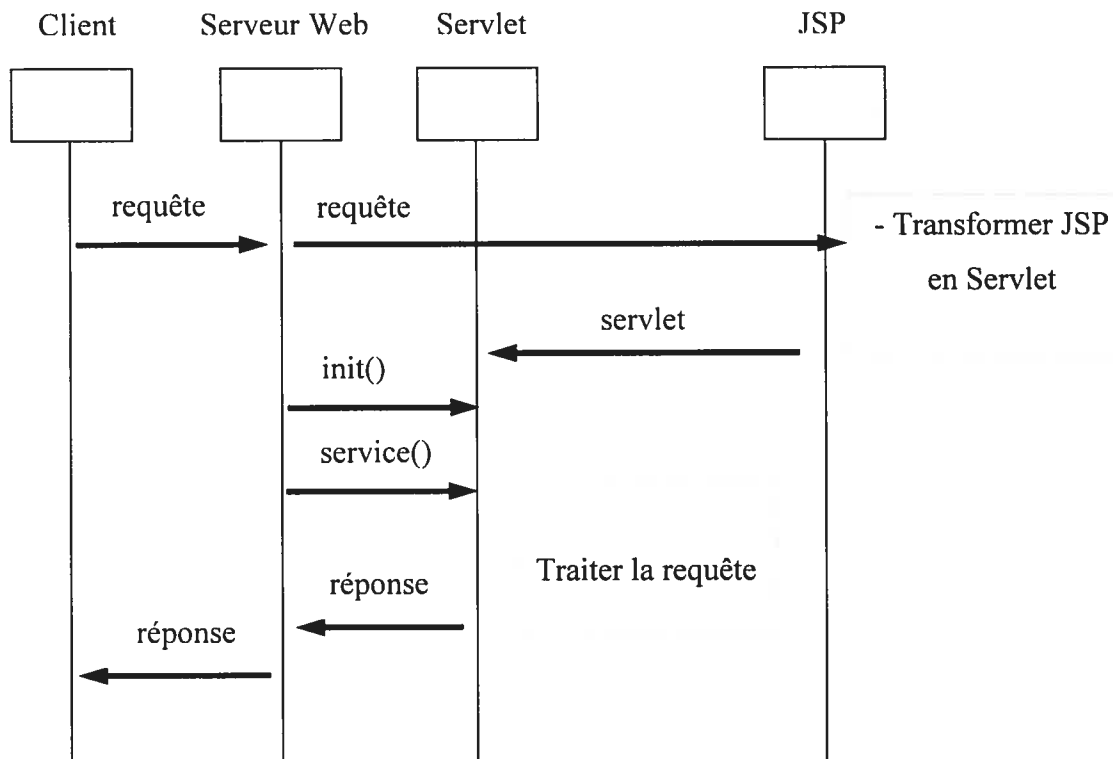 Client
Serveur Web
Servlet
JSP
requête
requête
- Transformer JSP
en Servlet
servlet
init()
service()
Traiter la requête
réponse
réponse